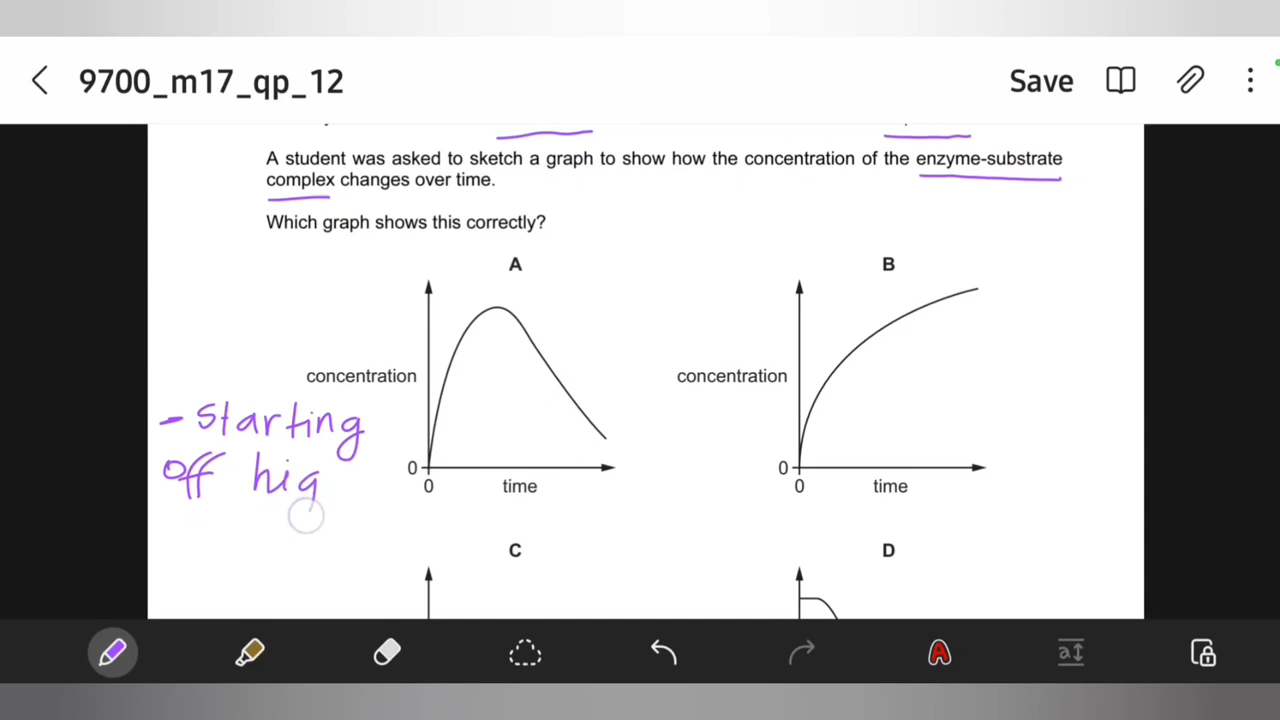 9700_m17_qp_12
Save
A student was asked to sketch a graph to show how the concentration of the enzyme-substrate
complex changes over time.
Which graph shows this correctly?
A
B
concentration
0
0
time
concentration
0
0
time
- starting
off hig
C
D
A
a